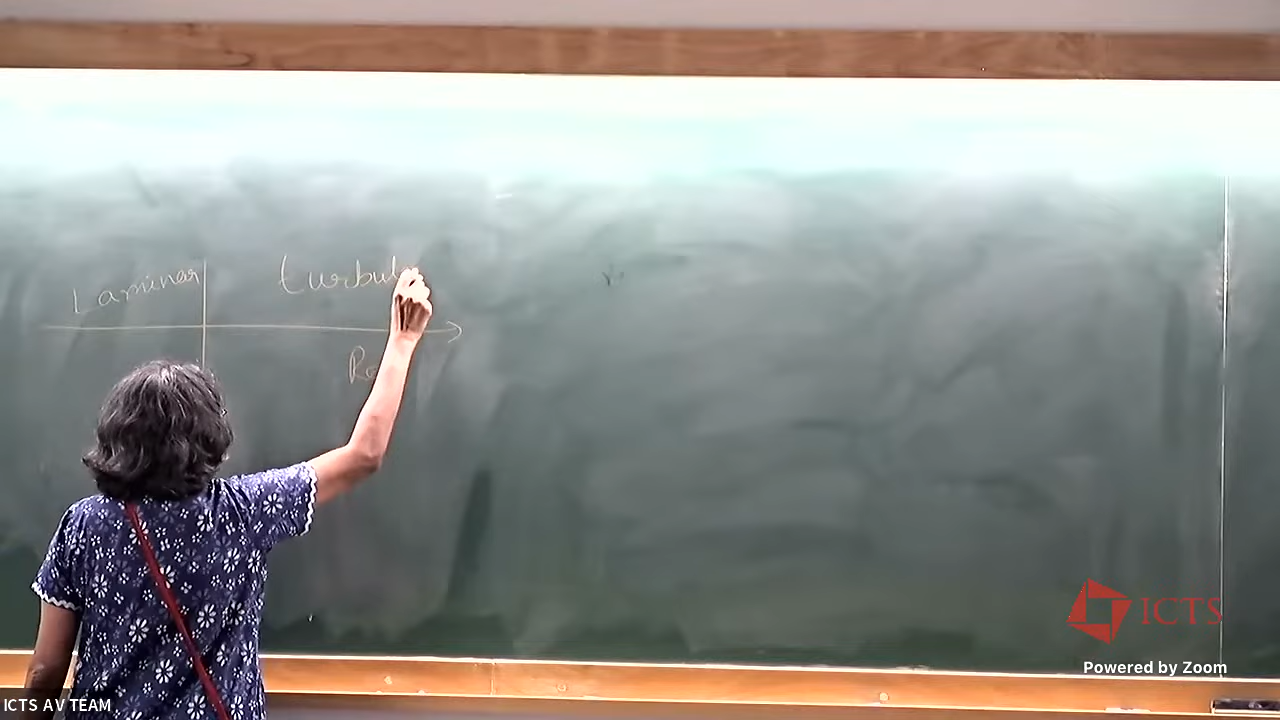 Laminar turbul
Re
ICTS
Powered by Zoom
ICTS AV TEAM